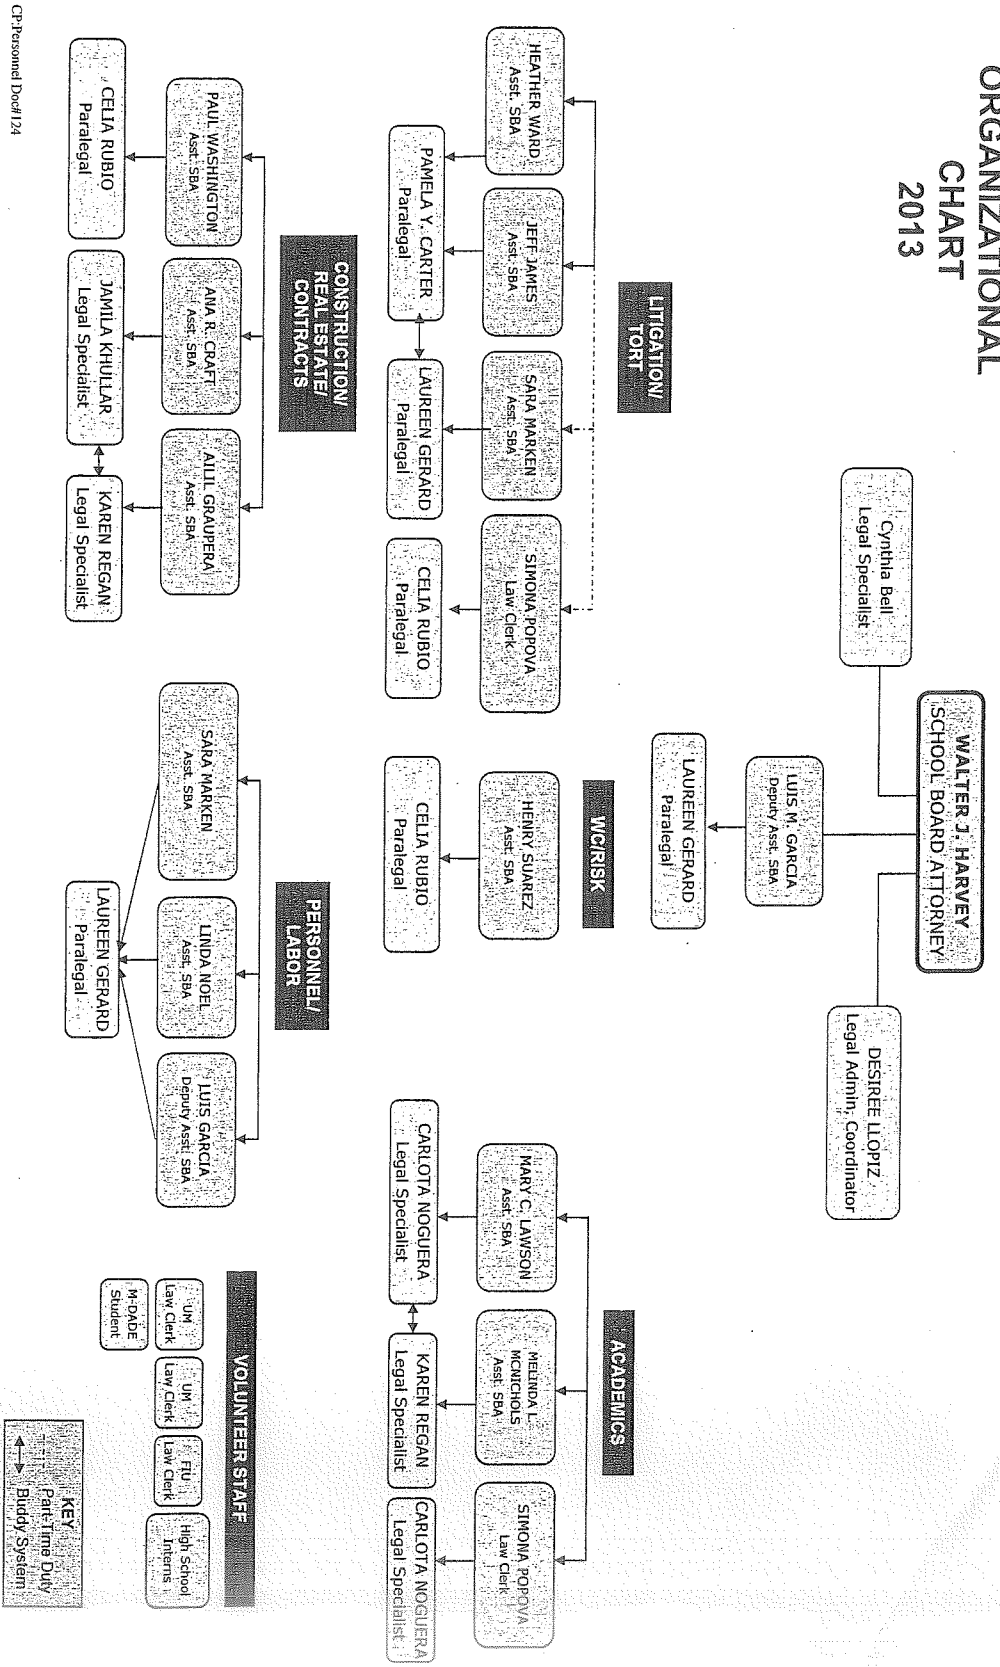 ORGANIZATIONAL
CHART
2013
WALTER J. HARVEY
SCHOOL BOARD ATTORNEY
Cynthia Bell
Legal Specialist
DESIREE LLOPIZ
Legal Admin. Coordinator
LUIS M. GARCIA
Deputy Asst. SBA
LAUREEN GERARD
Paralegal
LITIGATION/
TORT
HEATHER WARD
Asst. SBA
JEFF JAMES
Asst. SBA
SARA MARKEN
Asst. SBA
SIMONA POPOVA
Law Clerk
PAMELA Y. CARTER
Paralegal
LAUREEN GERARD
Paralegal
CELIA RUBIO
Paralegal
WC/RISK
HENRY SUAREZ
Asst. SBA
CELIA RUBIO
Paralegal
ACADEMICS
MARY C. LAWSON
Asst. SBA
MELINDA L.
MCNICHOLS
Asst. SBA
SIMONA POPOVA
Law Clerk
CARLOTA NOGUERA
Legal Specialist
KAREN REGAN
Legal Specialist
CARLOTA NOGUERA
Legal Specialist
CONSTRUCTION/
REAL ESTATE/
CONTRACTS
PAUL WASHINGTON
Asst. SBA
ANA R. CRAFT
Asst. SBA
AILIL GRAUPERA
Asst. SBA
CELIA RUBIO
Paralegal
JAMILA KHULLAR
Legal Specialist
KAREN REGAN
Legal Specialist
PERSONNEL/
LABOR
SARA MARKEN
Asst. SBA
LINDA NOEL
Asst. SBA
LUIS GARCIA
Deputy Asst. SBA
LAUREEN GERARD
Paralegal
VOLUNTEER STAFF
UM
Law Clerk
UM
Law Clerk
FIU
Law Clerk
High School
Interns
M-DADE
Student
KEY
Part Time Duty
Buddy System
CP:Personnel Doc#124